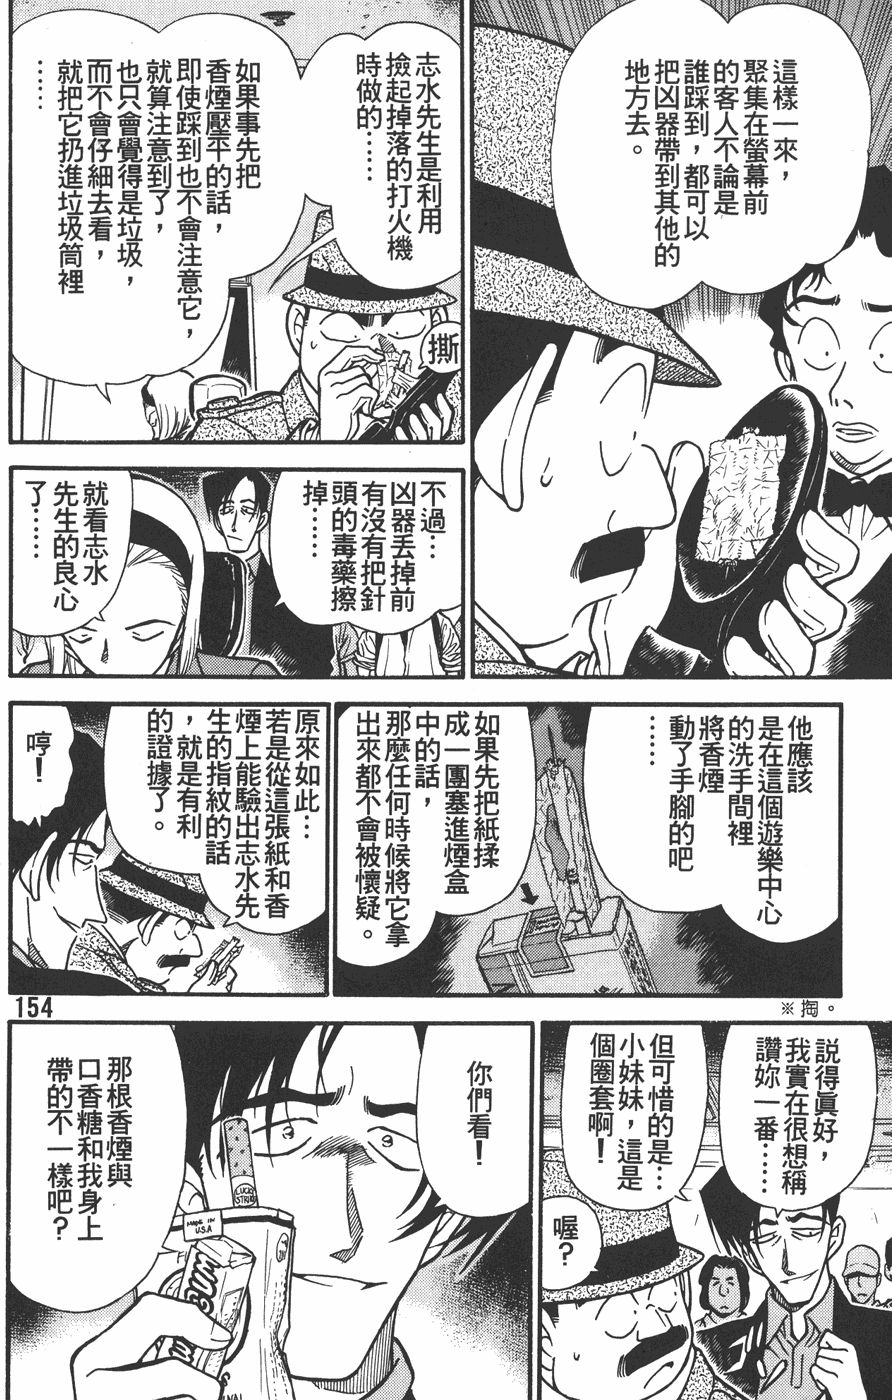 這樣一來，
聚集在螢幕前
的客人不論是
誰踩到，都可以
把凶器帶到其他的
地方去。
志水先生是利用
撿起掉落的打火機
時做的……
撕
如果事先把
香煙壓平的話，
即使踩到也不會注意它，
就算注意到了，
也只會覺得是垃圾，
而不會仔細去看，
就把它扔進垃圾筒裡
……
不過…
凶器丟掉前
有沒有把針
頭的毒藥擦
掉……
就看志水
先生的良心
了……
他應該
是在這個遊樂中心
的洗手間裡
將香煙
動了手腳的吧
……
如果先把紙揉
成一團塞進煙盒
中的話，
那麼任何時候將它拿
出來都不會被懷疑。
原來如此…
若是從這張紙和香
煙上能驗出志水先
生的指紋的話
，就是有利
的證據了。
哼！
154
※掏。
說得真好，
我實在很想稱
讚妳一番……
但可惜的是…
小妹妹，這是
個圈套啊！
喔？
你們看！
那根香煙與
口香糖和我身上
帶的不一樣吧？
LUCKY
STRIKE
MADE IN
U.S.A